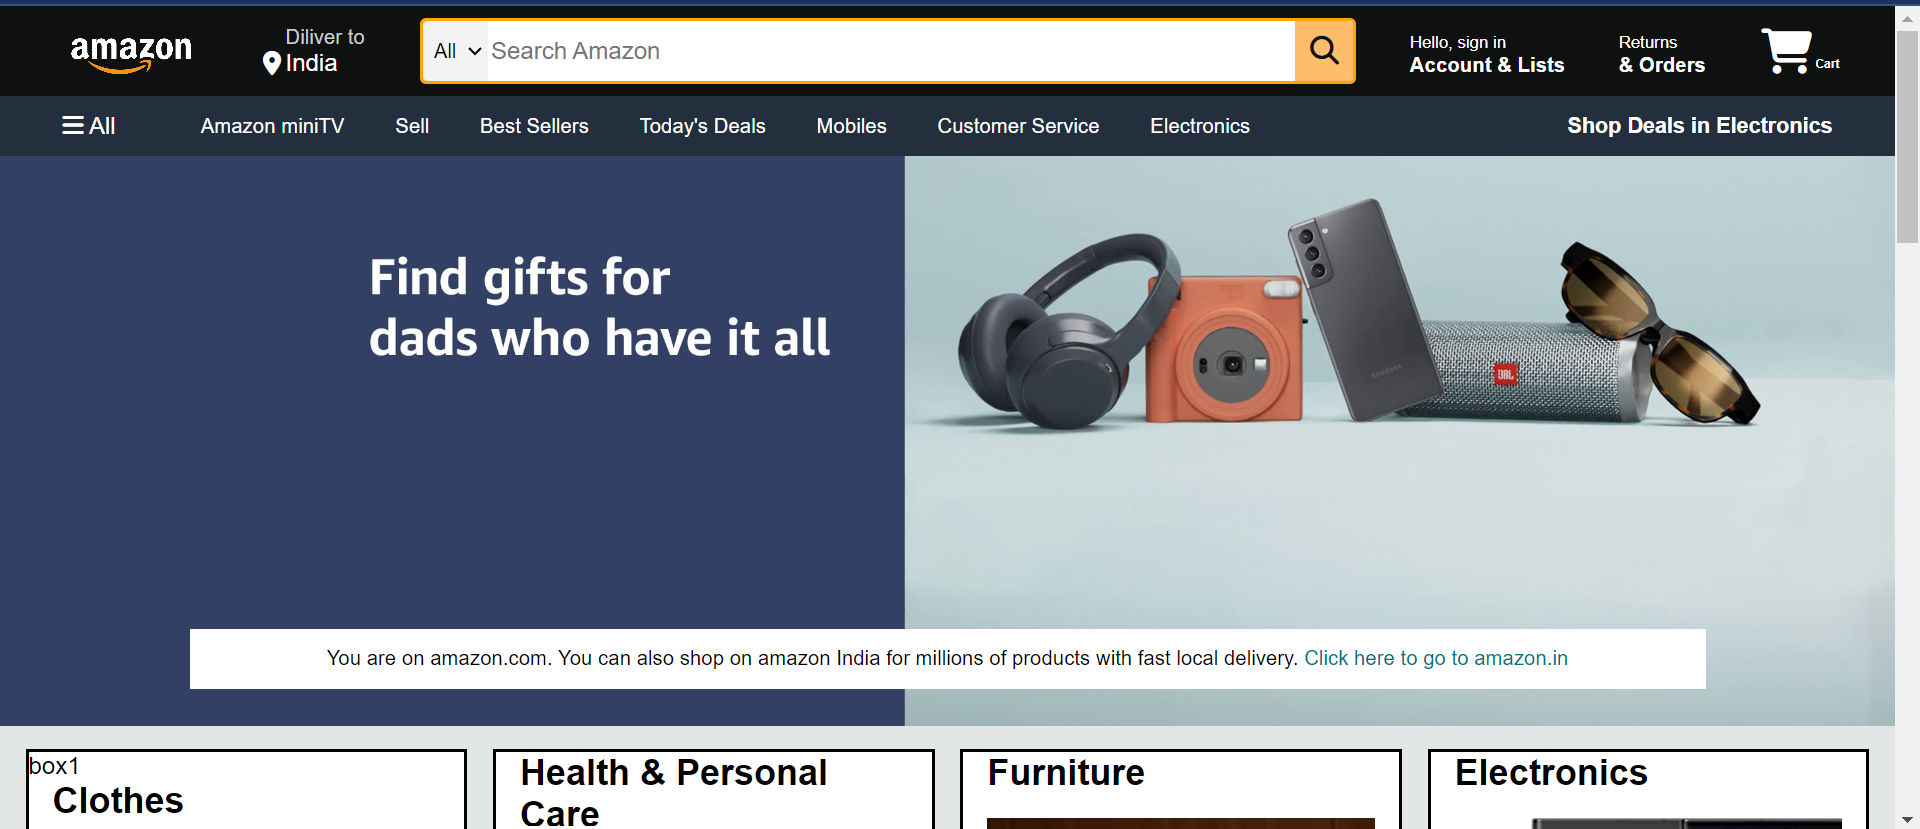 amazon
Diliver to
India
All
Search Amazon
Hello, sign in
Account & Lists
Returns
& Orders
Cart
All
Amazon miniTV
Sell
Best Sellers
Today's Deals
Mobiles
Customer Service
Electronics
Shop Deals in Electronics
Find gifts for
dads who have it all
SAMSUNG
JBL
You are on amazon.com. You can also shop on amazon India for millions of products with fast local delivery. Click here to go to amazon.in
box1
Clothes
Health & Personal
Care
Furniture
Electronics